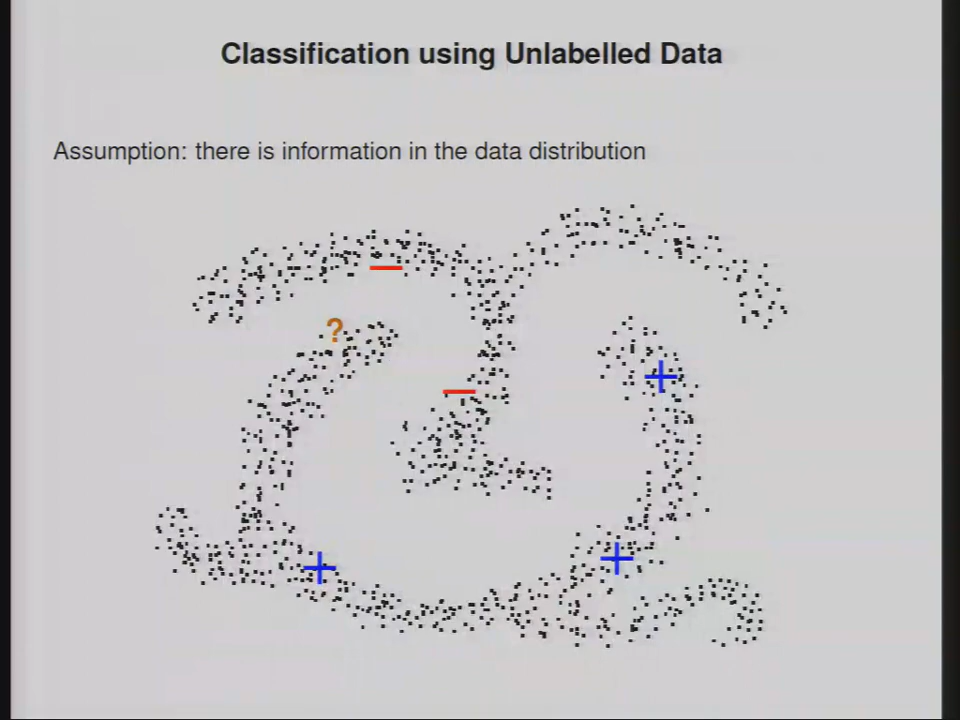 Classification using Unlabelled Data
Assumption: there is information in the data distribution
?